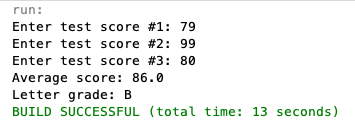 run:
Enter test score #1: 79
Enter test score #2: 99
Enter test score #3: 80
Average score: 86.0
Letter grade: B
BUILD SUCCESSFUL (total time: 13 seconds)